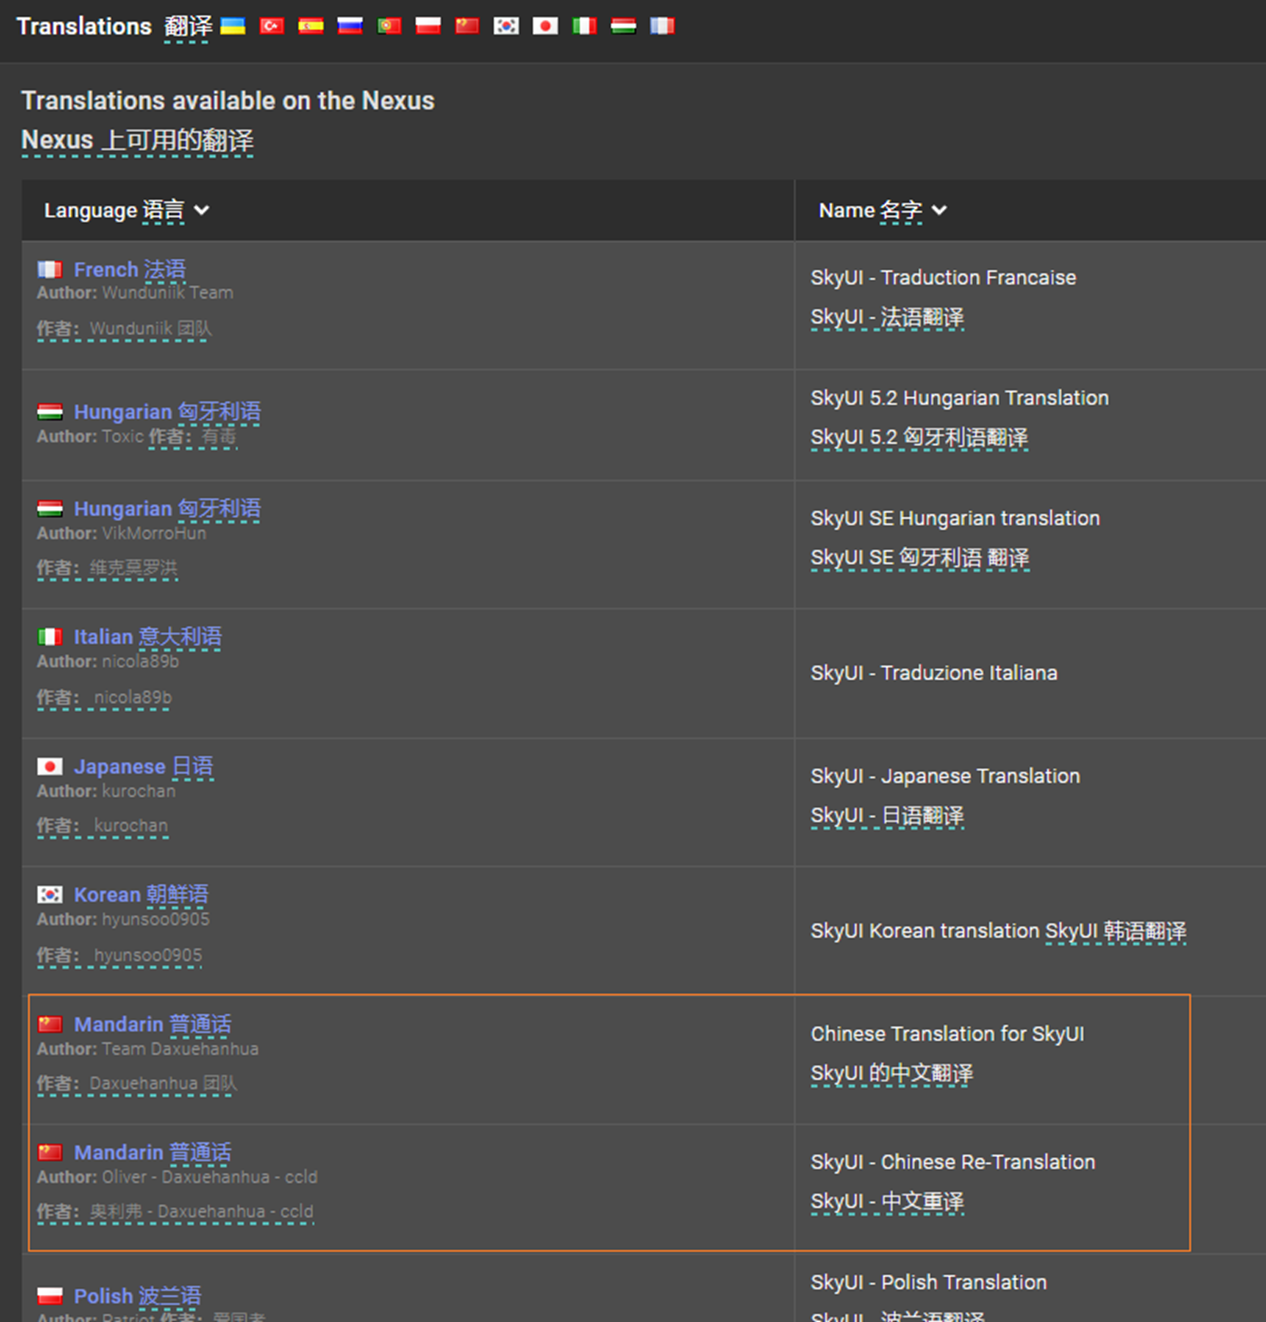 Translations 翻译
Translations available on the Nexus
Nexus 上可用的翻译
Language 语言
Name 名字
French 法语
Author: Wunduniik Team
作者： Wunduniik 团队
SkyUI - Traduction Francaise
SkyUI - 法语翻译
Hungarian 匈牙利语
Author: Toxic 作者：有毒
SkyUI 5.2 Hungarian Translation
SkyUI 5.2 匈牙利语翻译
Hungarian 匈牙利语
Author: VikMorroHun
作者： 维克莫罗洪
SkyUI SE Hungarian translation
SkyUI SE 匈牙利语 翻译
Italian 意大利语
Author: nicola89b
作者： nicola89b
SkyUI - Traduzione Italiana
Japanese 日语
Author: kurochan
作者： kurochan
SkyUI - Japanese Translation
SkyUI - 日语翻译
Korean 朝鲜语
Author: hyunsoo0905
作者： hyunsoo0905
SkyUI Korean translation SkyUI 韩语翻译
Mandarin 普通话
Author: Team Daxuehanhua
作者： Daxuehanhua 团队
Chinese Translation for SkyUI
SkyUI 的中文翻译
Mandarin 普通话
Author: Oliver - Daxuehanhua - ccld
作者： 奥利弗 - Daxuehanhua - ccld
SkyUI - Chinese Re-Translation
SkyUI - 中文重译
Polish 波兰语
Author: Patriot 作者：爱国者
SkyUI - Polish Translation
SkyUI - 波兰语翻译